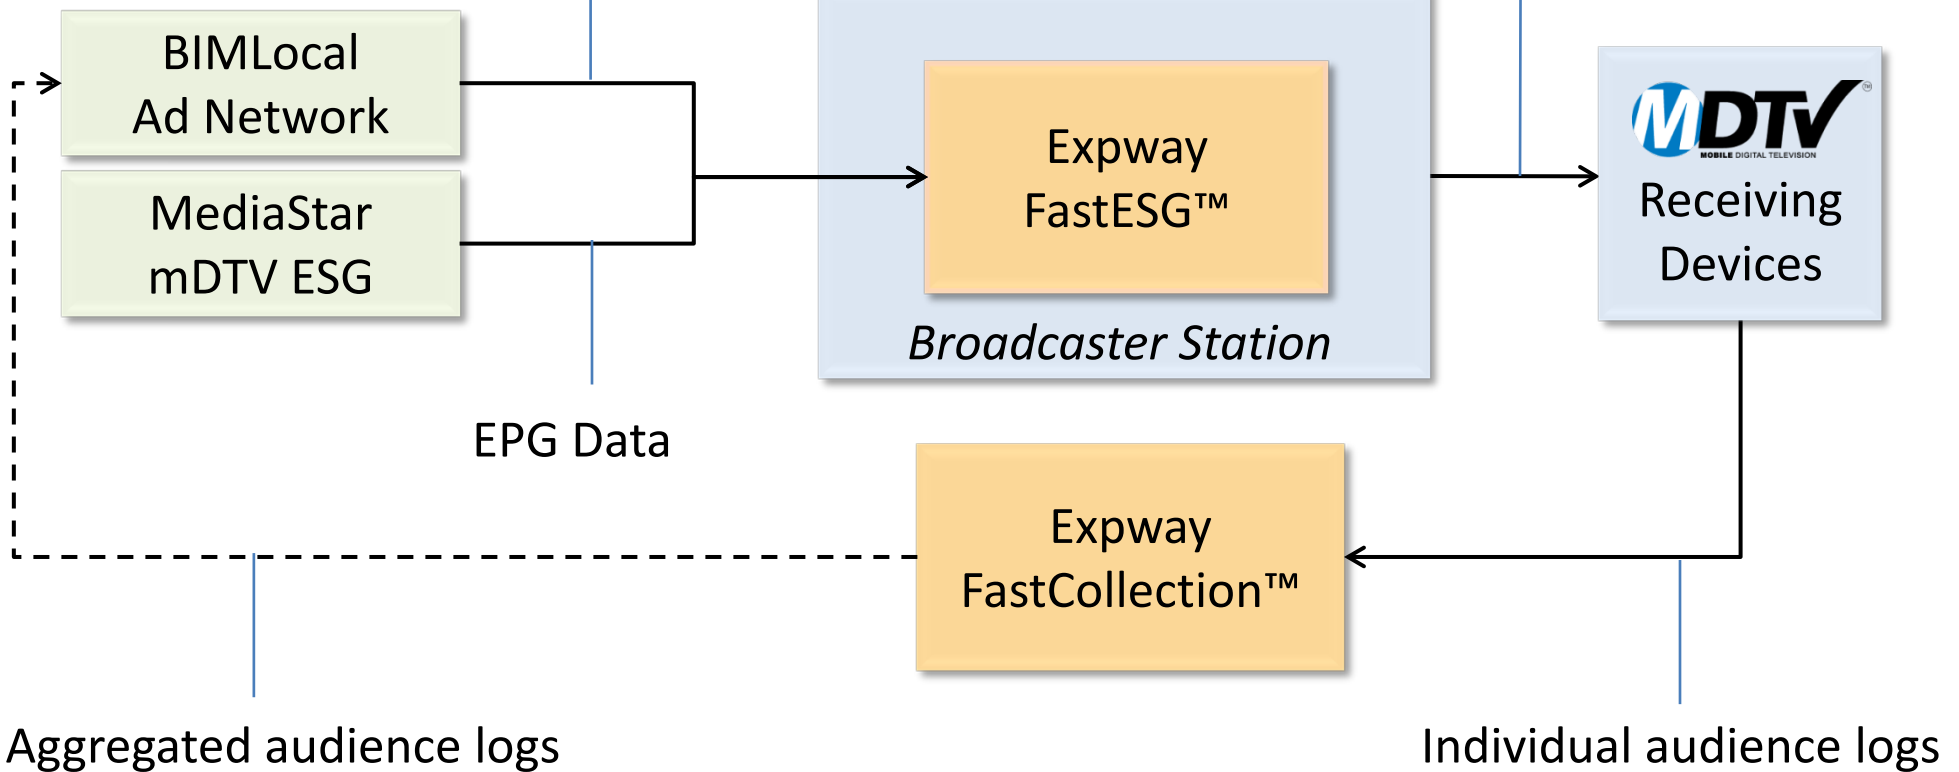 BIMLocal
Ad Network
MediaStar
mDTV ESG
EPG Data
Expway
FastESG™
Broadcaster Station
MDTV™
MOBILE DIGITAL TELEVISION
Receiving
Devices
Expway
FastCollection™
Aggregated audience logs
Individual audience logs